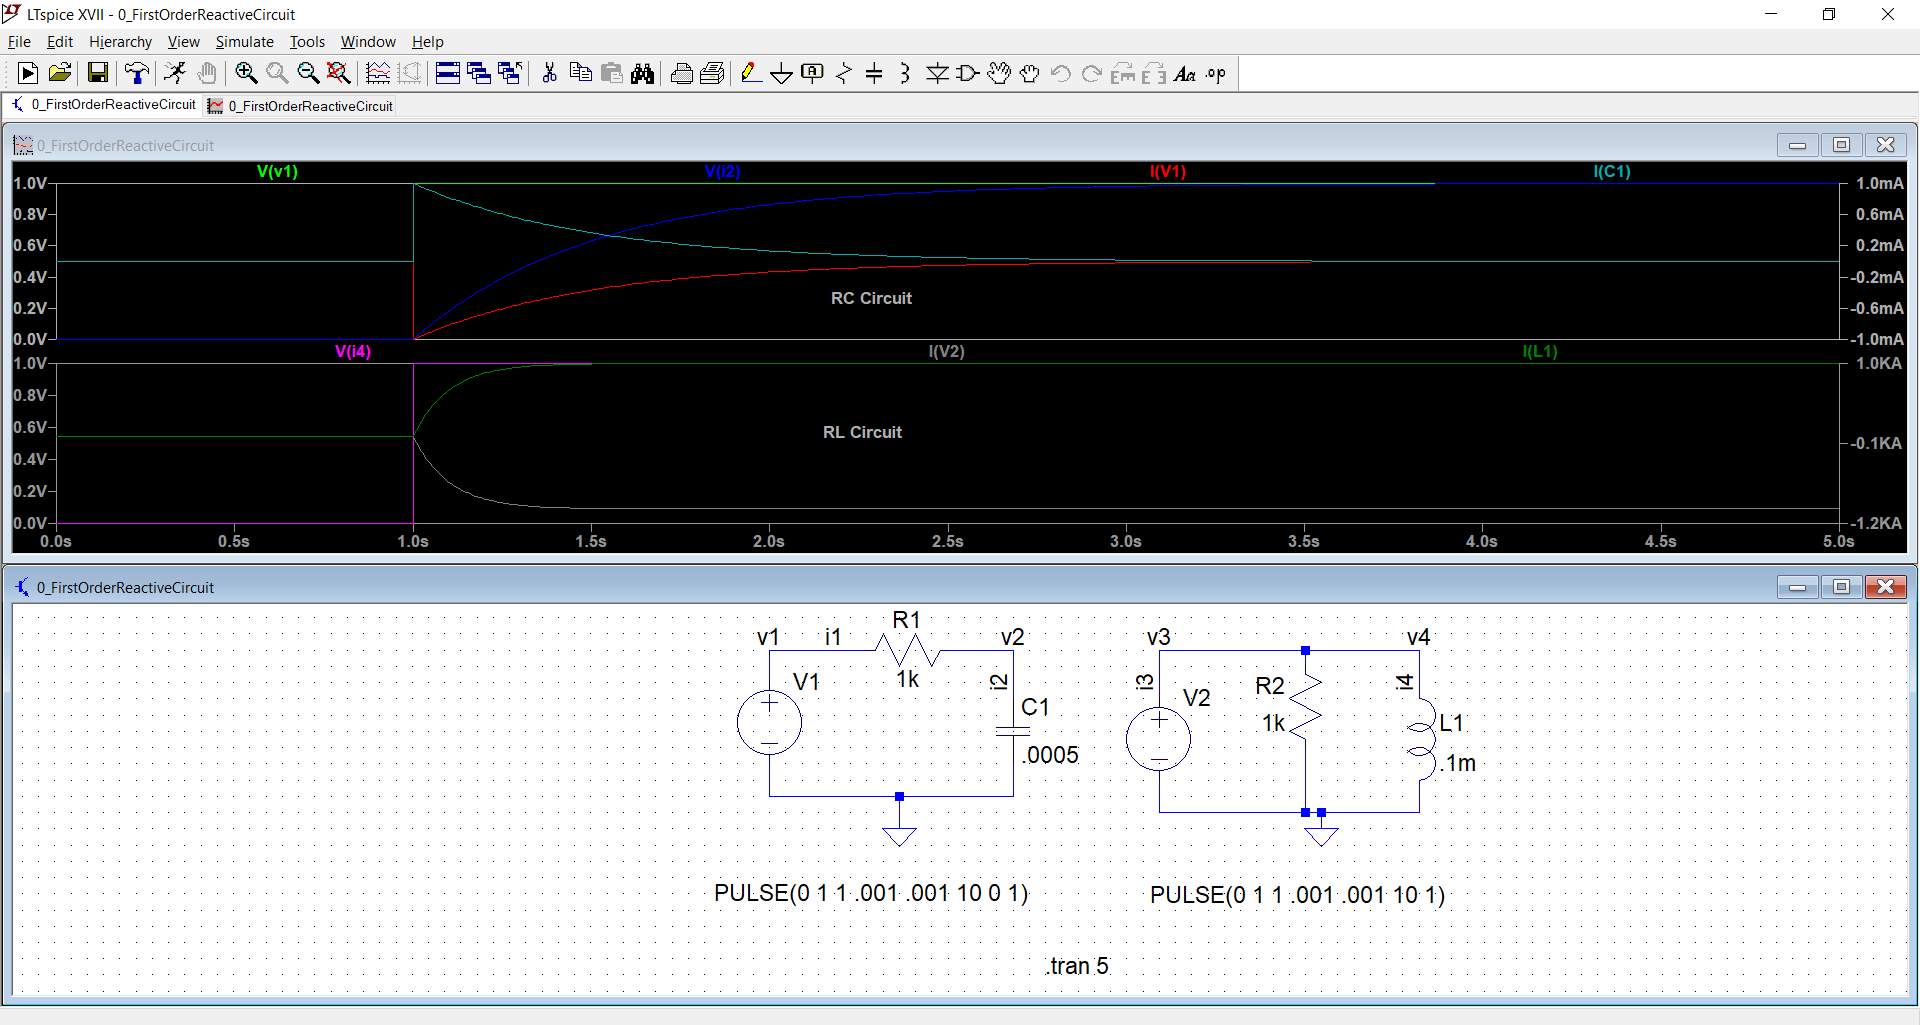 LTspice XVII - 0_FirstOrderReactiveCircuit
File Edit Hierarchy View Simulate Tools Window Help
0_FirstOrderReactiveCircuit 0_FirstOrderReactiveCircuit
0_FirstOrderReactiveCircuit
V(v1) V(i2) I(V1) I(C1)
1.0V 1.0mA
0.8V 0.6mA
0.6V 0.2mA
0.4V -0.2mA
RC Circuit
0.2V -0.6mA
0.0V -1.0mA
V(i4) I(V2) I(L1)
1.0V 1.0KA
0.8V
0.6V RL Circuit
-0.1KA
0.4V
0.2V
0.0V -1.2KA
0.0s 0.5s 1.0s 1.5s 2.0s 2.5s 3.0s 3.5s 4.0s 4.5s 5.0s
0_FirstOrderReactiveCircuit
R1
v1 i1 v2 v3 v4
V1 1k i2 i3 V2 R2 i4
C1 1k L1
.0005 .1m
PULSE(0 1 1 .001 .001 10 0 1) PULSE(0 1 1 .001 .001 10 1)
.tran 5